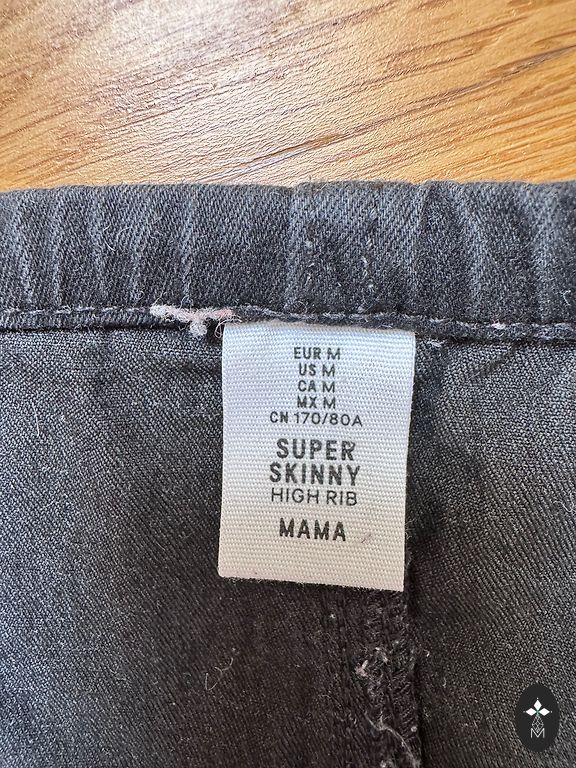 EUR M
US M
CA M
MX M
CN 170/80A
SUPER
SKINNY
HIGH RIB
MAMA
M